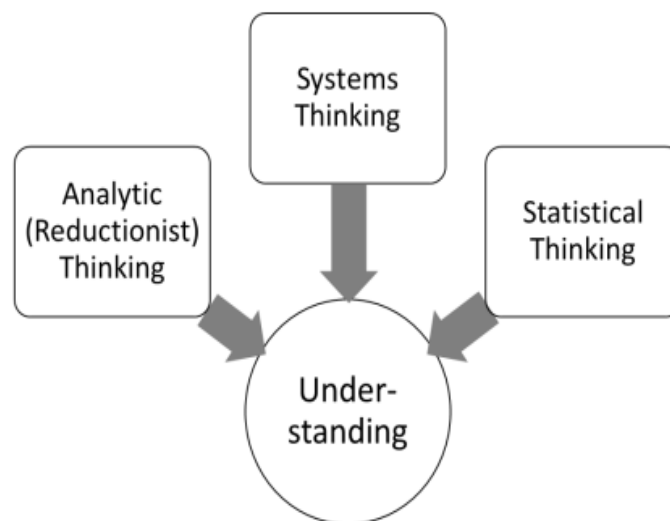 Systems
Thinking
Analytic
(Reductionist)
Thinking
Statistical
Thinking
Under-
standing